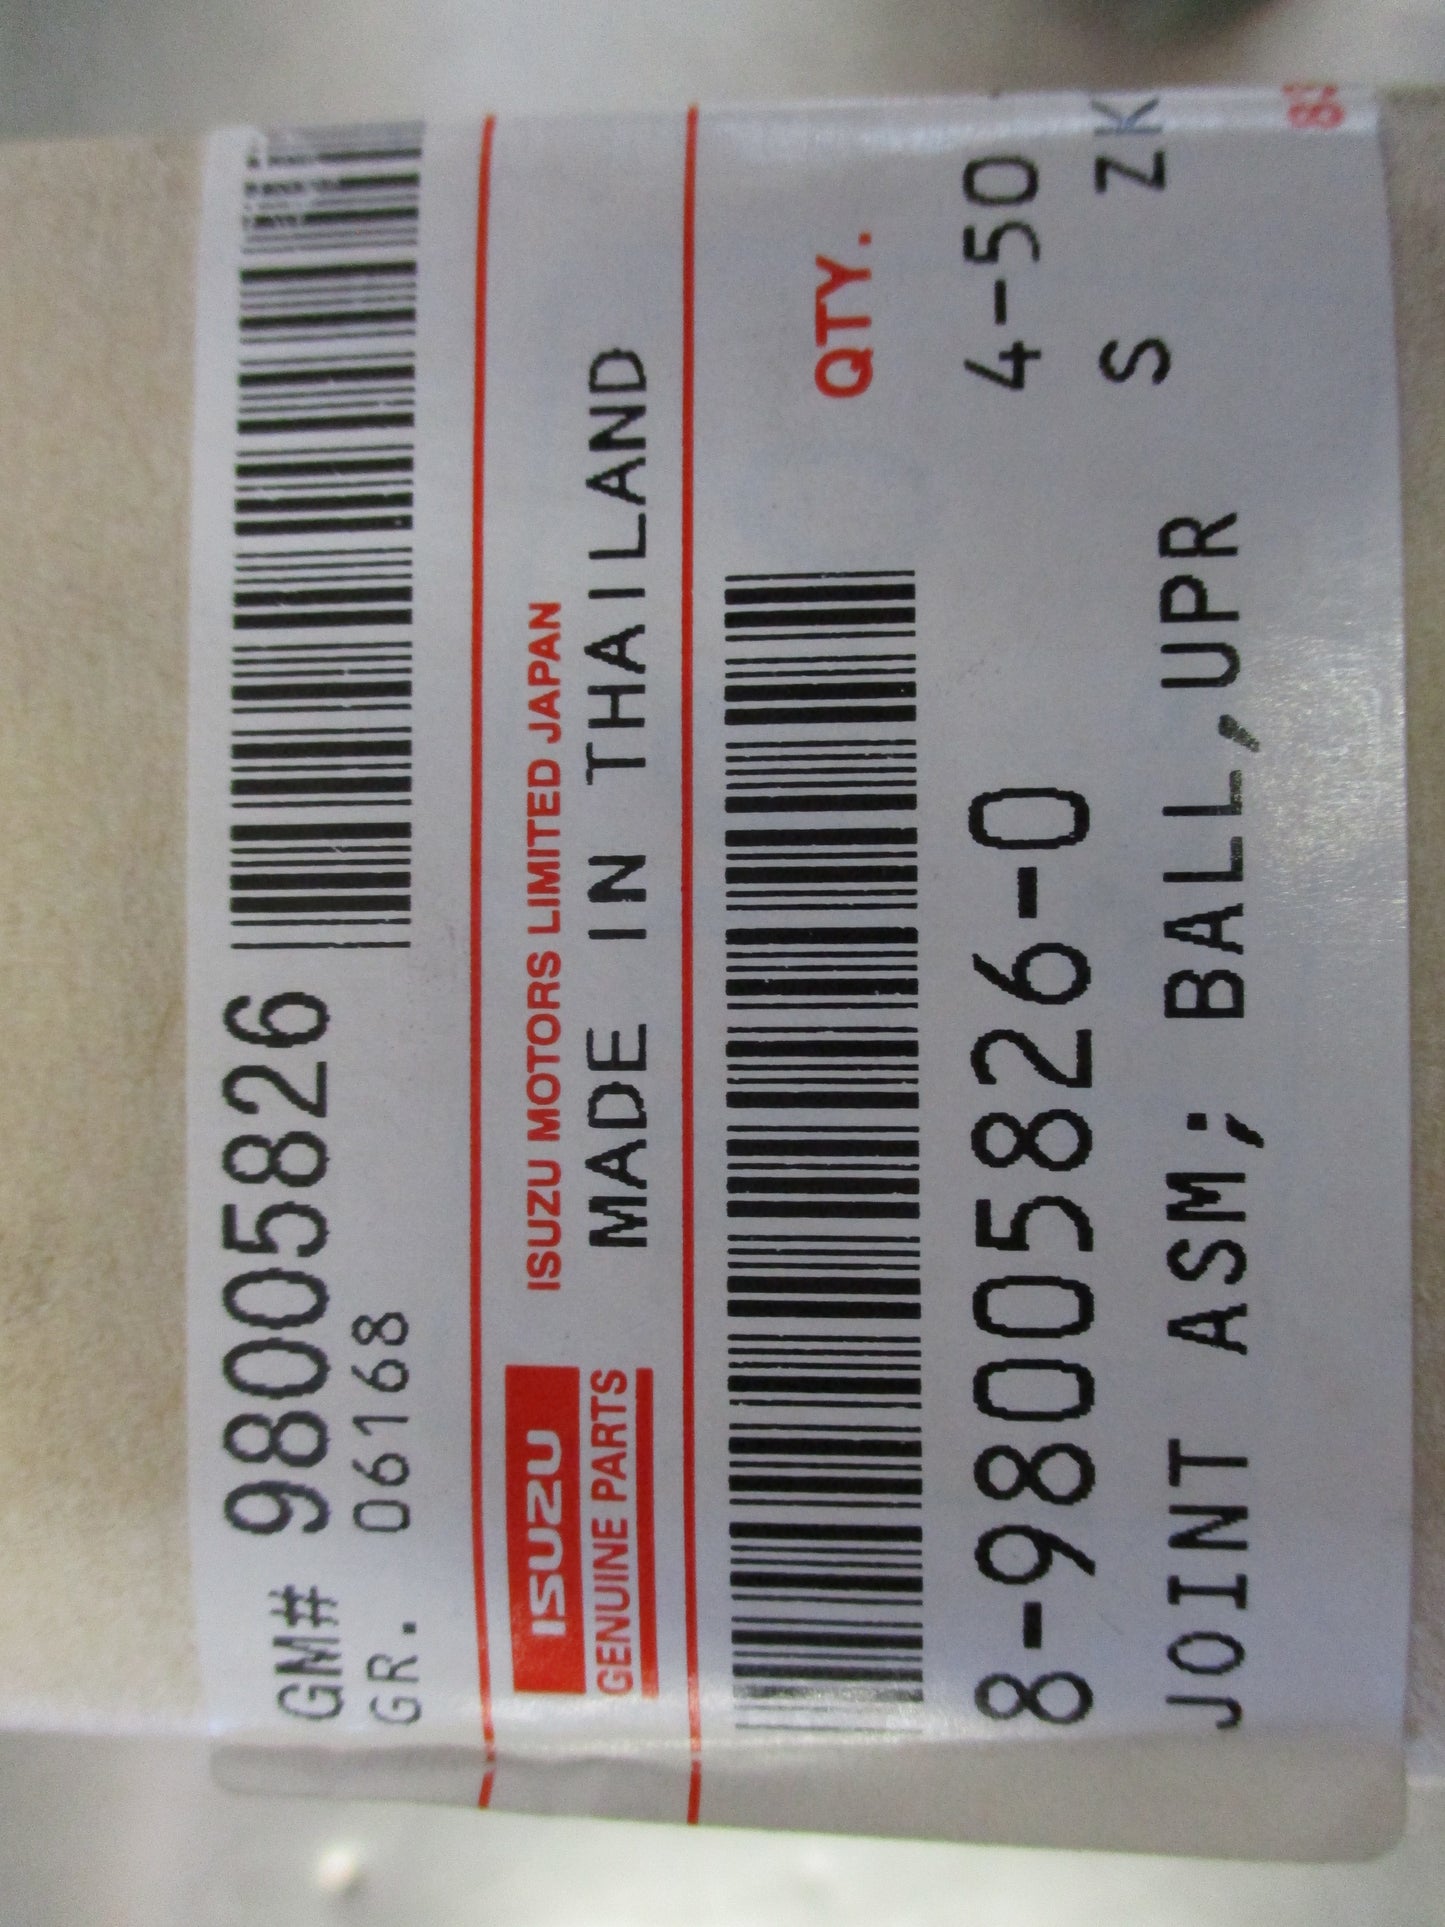 GM# 98005826
GR. 06168
ISUZU
GENUINE PARTS
ISUZU MOTORS LIMITED JAPAN
MADE IN THAILAND
QTY.
8-98005826-0
4-50
S ZK
JOINT ASM; BALL,UPR